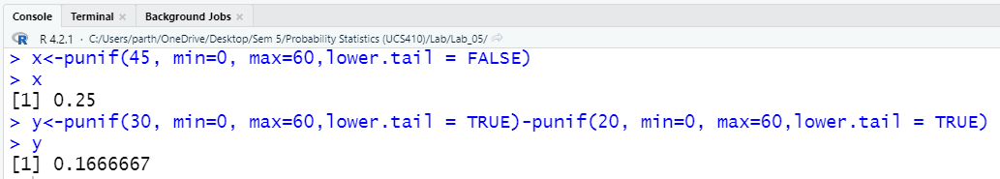 Console Terminal × Background Jobs ×
R R 4.2.1 · C:/Users/parth/OneDrive/Desktop/Sem 5/Probability Statistics (UCS410)/Lab/Lab_05/
> x<-punif(45, min=0, max=60,lower.tail = FALSE)
> x
[1] 0.25
> y<-punif(30, min=0, max=60,lower.tail = TRUE)-punif(20, min=0, max=60,lower.tail = TRUE)
> y
[1] 0.1666667